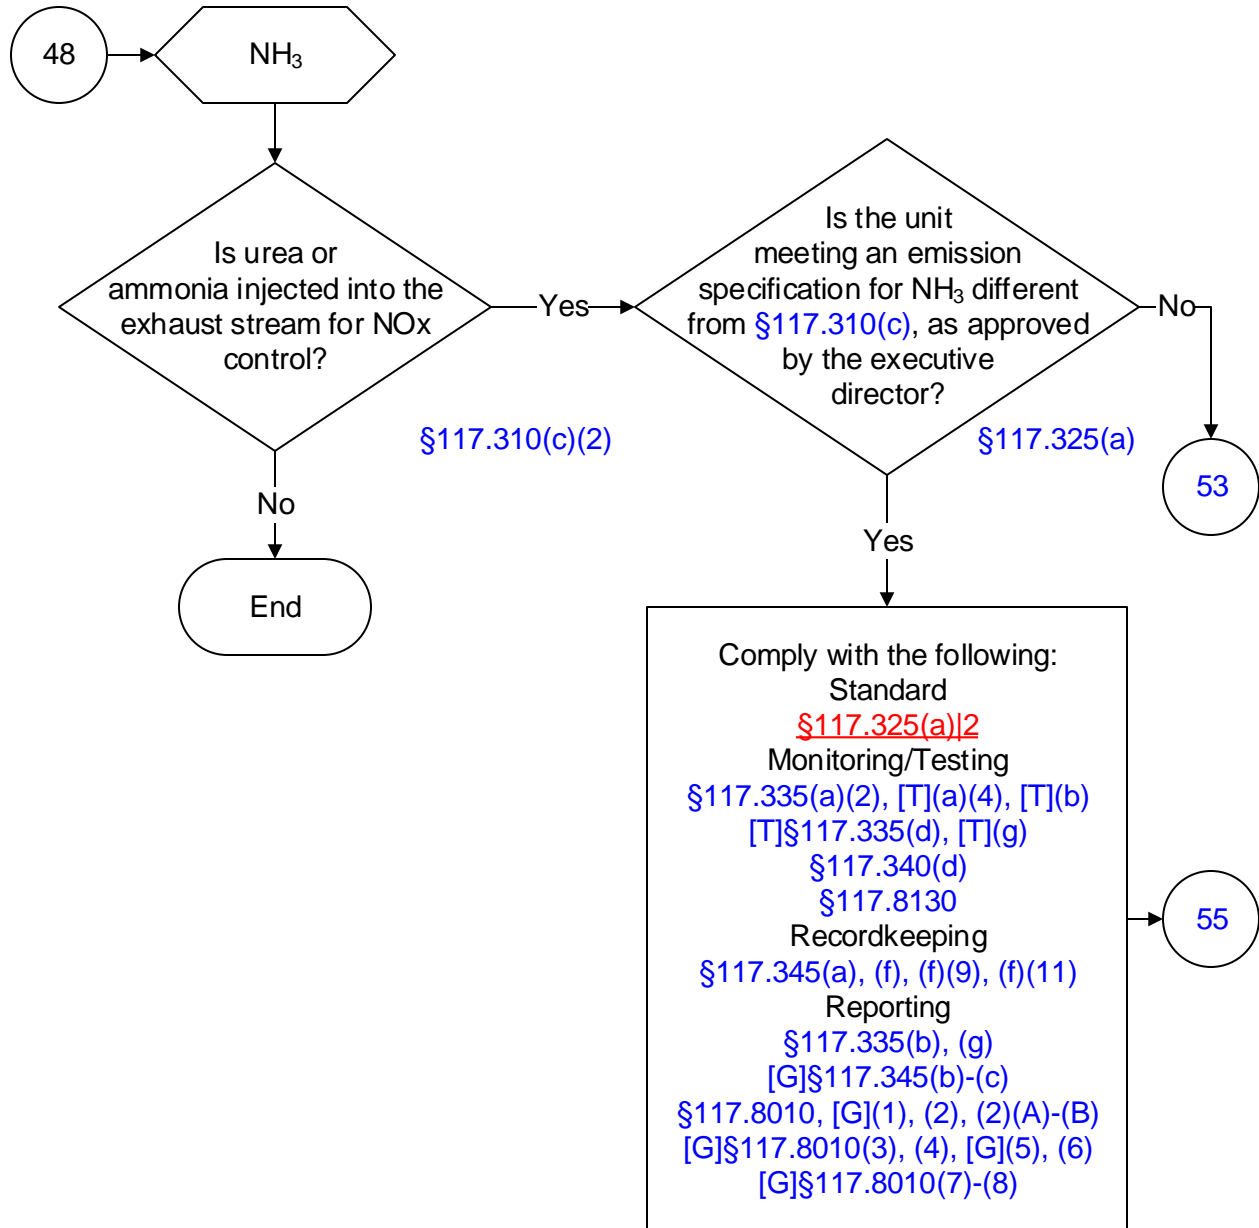 48
NH₃
Is urea or
ammonia injected into the
exhaust stream for NOx
control?
Yes
§117.310(c)(2)
No
End
Is the unit
meeting an emission
specification for NH₃ different
from §117.310(c), as approved
by the executive
director?
No
§117.325(a)
53
Yes
Comply with the following:
Standard
§117.325(a)|2
Monitoring/Testing
§117.335(a)(2), [T](a)(4), [T](b)
[T]§117.335(d), [T](g)
§117.340(d)
§117.8130
Recordkeeping
§117.345(a), (f), (f)(9), (f)(11)
Reporting
§117.335(b), (g)
[G]§117.345(b)-(c)
§117.8010, [G](1), (2), (2)(A)-(B)
[G]§117.8010(3), (4), [G](5), (6)
[G]§117.8010(7)-(8)
55